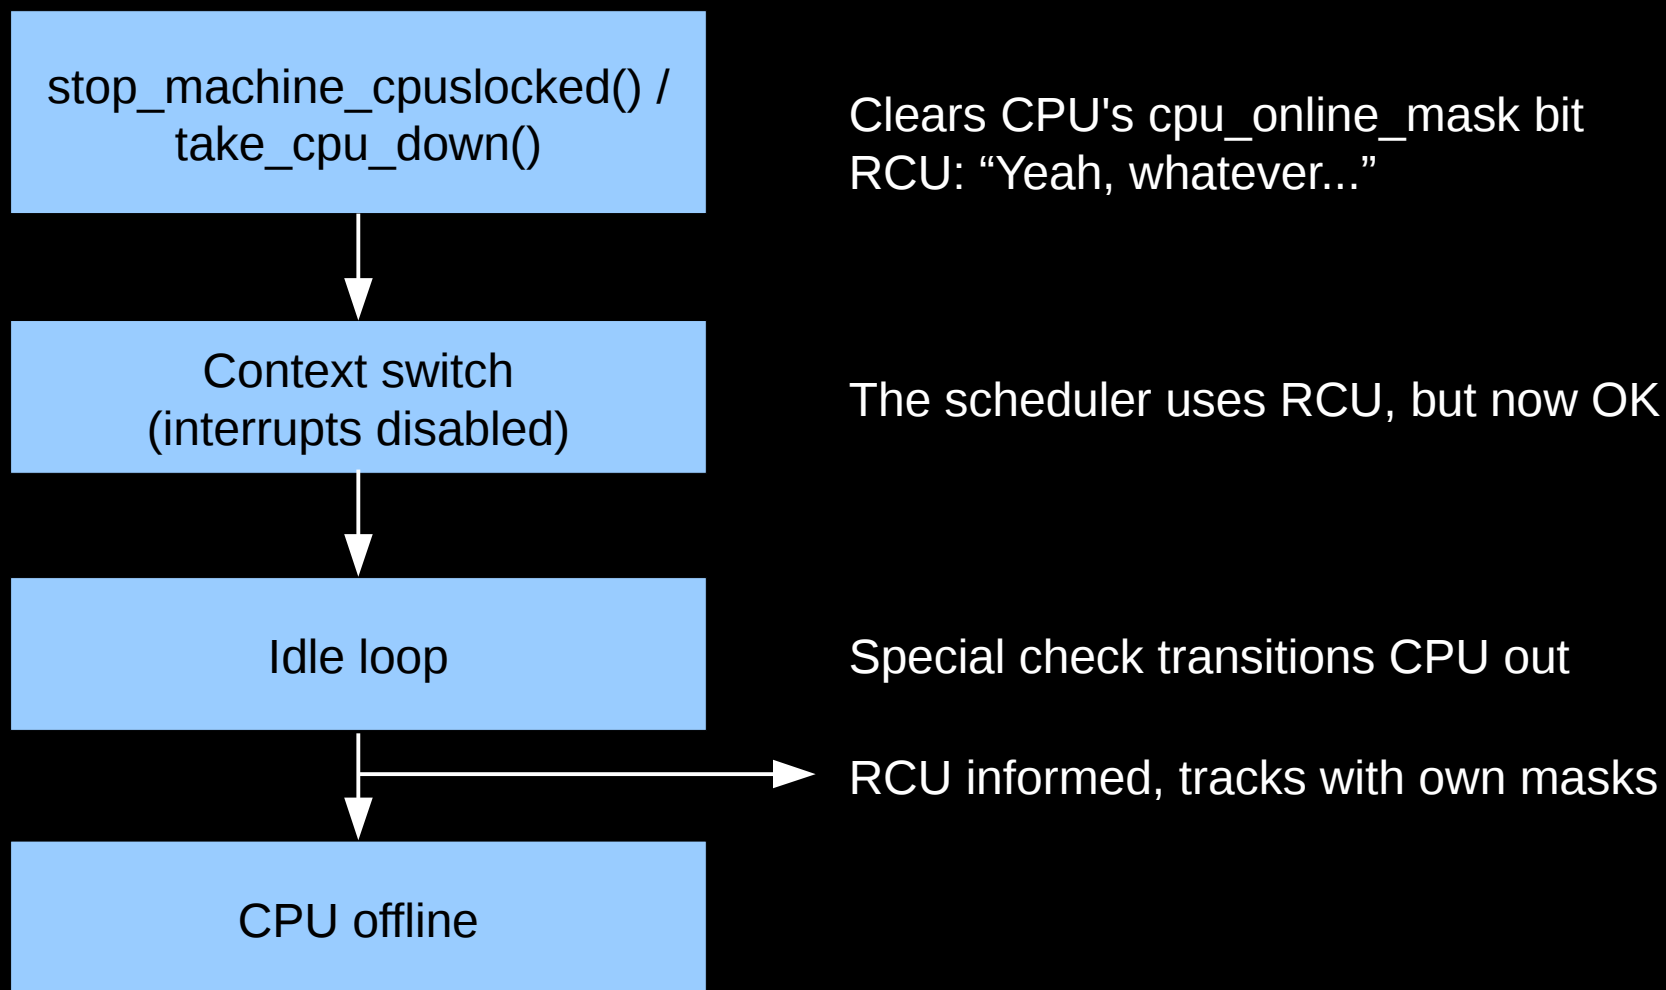 stop_machine_cpuslocked() /
take_cpu_down()
Clears CPU's cpu_online_mask bit
RCU: “Yeah, whatever...”
Context switch
(interrupts disabled)
The scheduler uses RCU, but now OK
Idle loop
Special check transitions CPU out
RCU informed, tracks with own masks
CPU offline